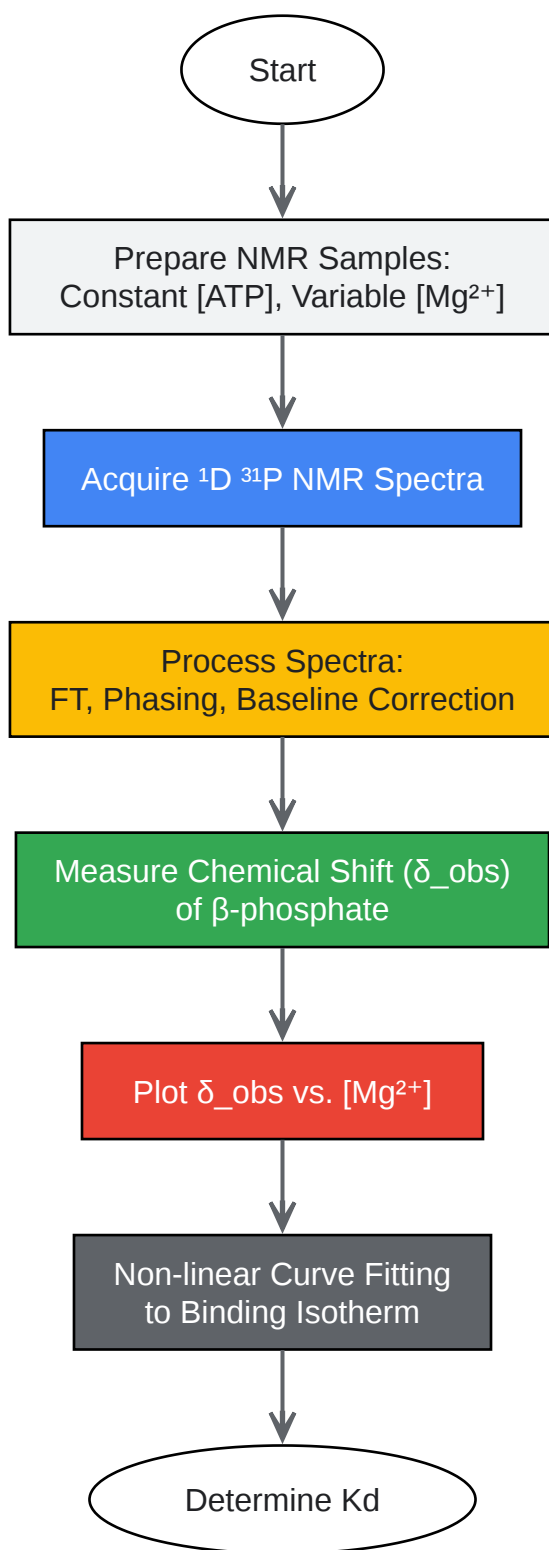 Start
Prepare NMR Samples:
Constant [ATP], Variable [Mg²⁺]
Acquire ¹D ³¹P NMR Spectra
Process Spectra:
FT, Phasing, Baseline Correction
Measure Chemical Shift (δ_obs)
of β-phosphate
Plot δ_obs vs. [Mg²⁺]
Non-linear Curve Fitting
to Binding Isotherm
Determine Kd